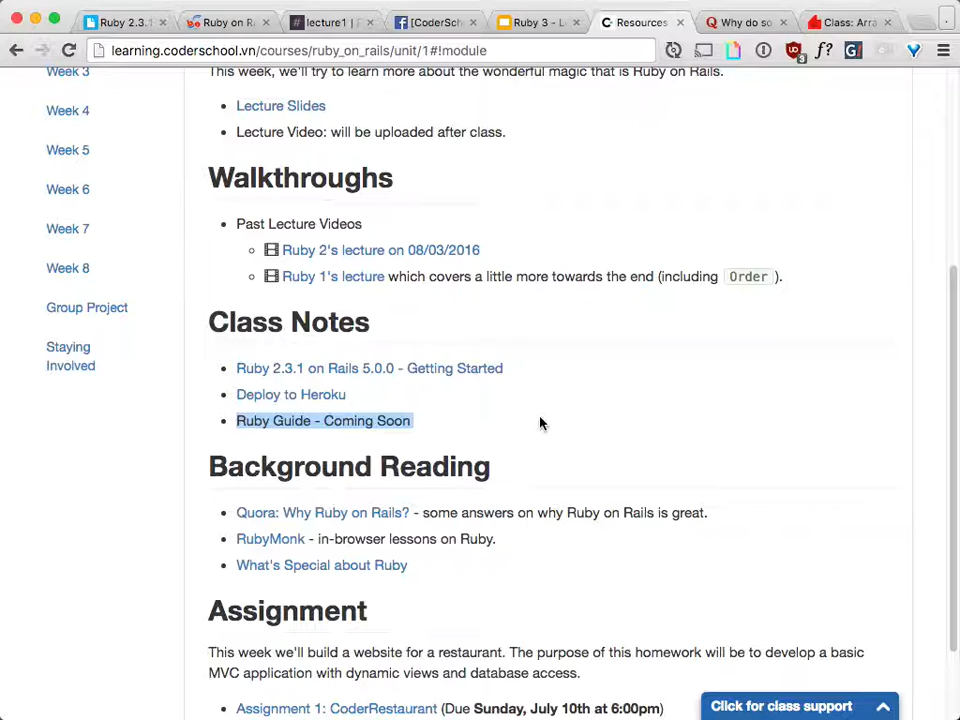 Ruby 2.3.1
Ruby on R
lecture1 | F
[CoderSch
Ruby 3 - L
Resources
Why do so
Class: Arra
learning.coderschool.vn/courses/ruby_on_rails/unit/1#!module
Week 3
Week 4
Week 5
Week 6
Week 7
Week 8
Group Project
Staying
Involved
This week, we'll try to learn more about the wonderful magic that is Ruby on Rails.
Lecture Slides
Lecture Video: will be uploaded after class.
Walkthroughs
Past Lecture Videos
Ruby 2's lecture on 08/03/2016
Ruby 1's lecture which covers a little more towards the end (including Order ).
Class Notes
Ruby 2.3.1 on Rails 5.0.0 - Getting Started
Deploy to Heroku
Ruby Guide - Coming Soon
Background Reading
Quora: Why Ruby on Rails? - some answers on why Ruby on Rails is great.
RubyMonk - in-browser lessons on Ruby.
What's Special about Ruby
Assignment
This week we'll build a website for a restaurant. The purpose of this homework will be to develop a basic
MVC application with dynamic views and database access.
Assignment 1: CoderRestaurant (Due Sunday, July 10th at 6:00pm)
Click for class support